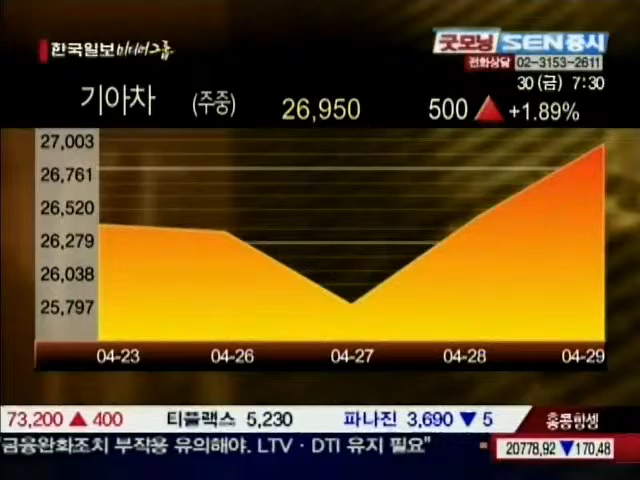 한국일보 미디어그룹
굿모닝 SEN증시
전화상담 02-3153-2611
30(금) 7:30
기아차 (주중) 26,950 500▲ +1.89%
27,003
26,761
26,520
26,279
26,038
25,797
04-23 04-26 04-27 04-28 04-29
73,200 ▲ 400 티플랙스 5,230 파나진 3,690 ▼ 5 홍콩항셍
"금융완화조치 부작용 유의해야. LTV · DTI 유지 필요" 20778,92 ▼170,48